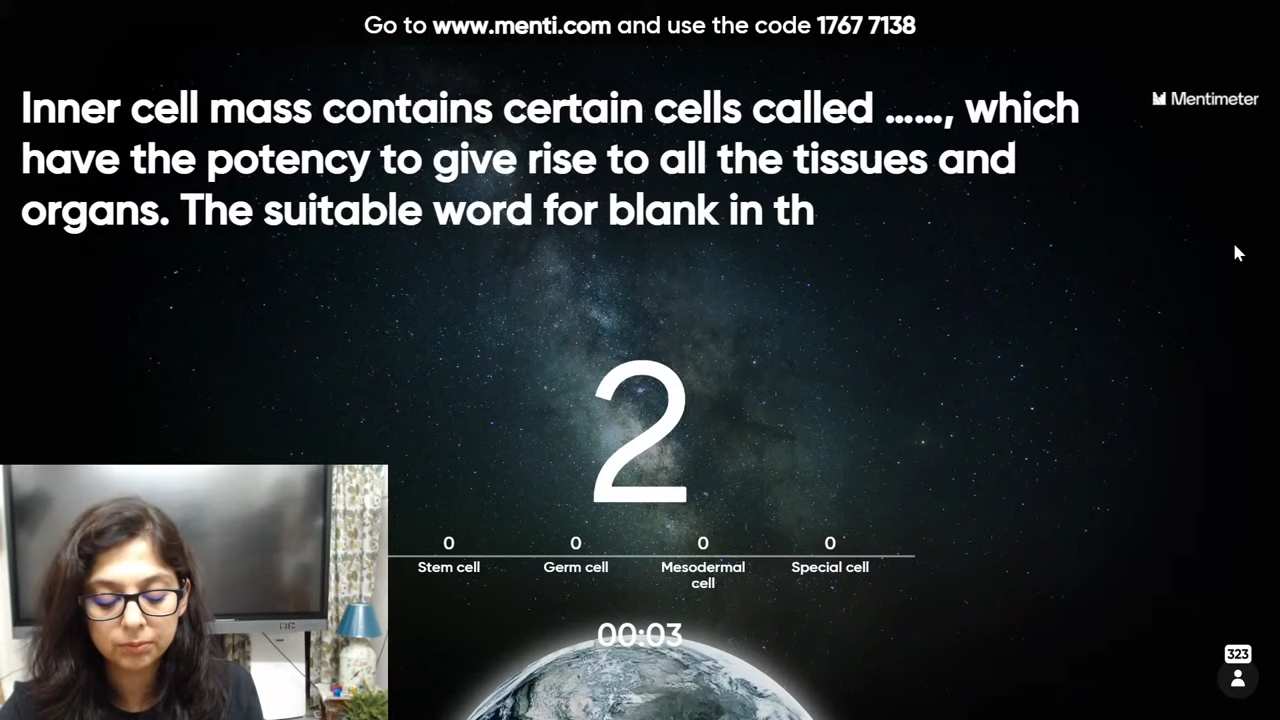 Go to www.menti.com and use the code 1767 7138
Mentimeter
Inner cell mass contains certain cells called ......, which
have the potency to give rise to all the tissues and
organs. The suitable word for blank in th
2
0 0 0 0
Stem cell Germ cell Mesodermal cell Special cell
00:03
323